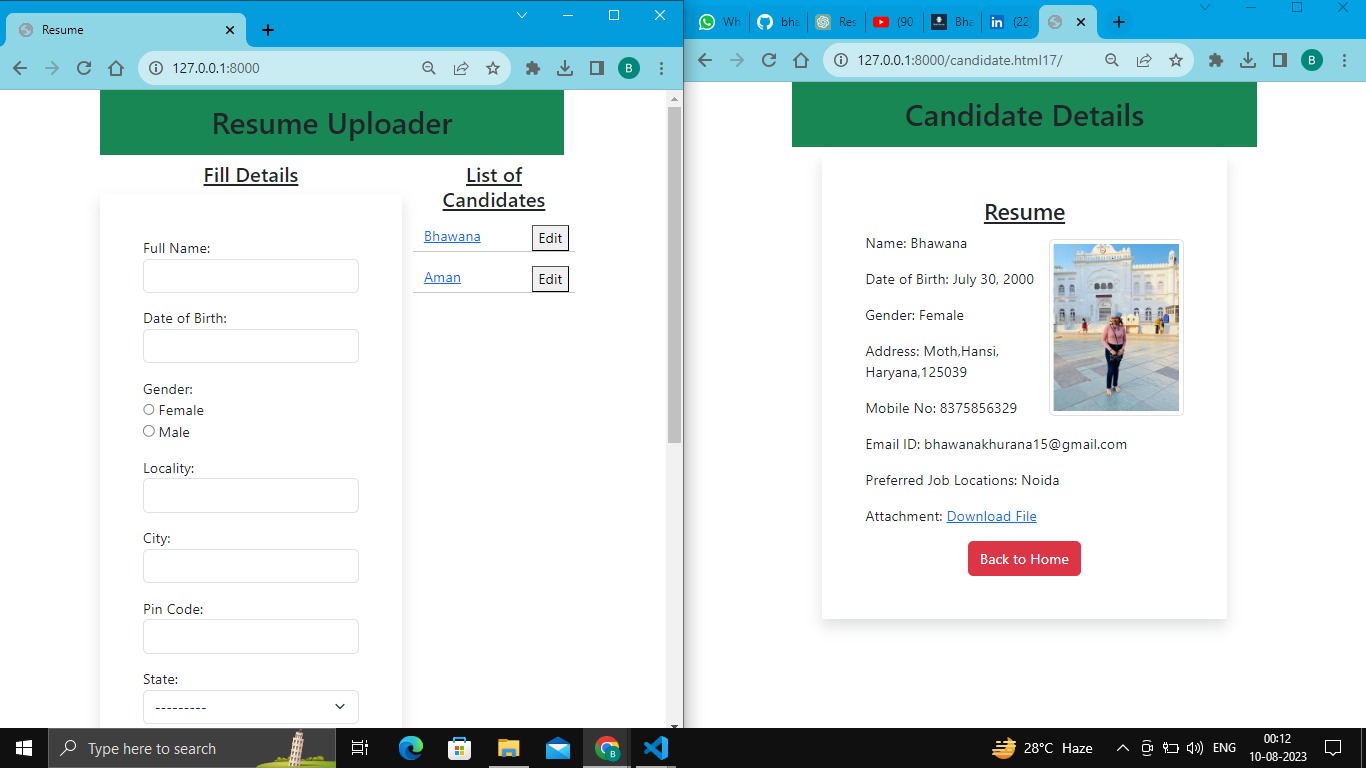 Resume
127.0.0.1:8000
B
Resume Uploader
Fill Details
Full Name:
Date of Birth:
Gender:
Female
Male
Locality:
City:
Pin Code:
State:
---------
List of
Candidates
Bhawana
Edit
Aman
Edit
Wh
bha
Res
(90
Bha
(22
127.0.0.1:8000/candidate.html17/
B
Candidate Details
Resume
Name: Bhawana
Date of Birth: July 30, 2000
Gender: Female
Address: Moth,Hansi,
Haryana,125039
Mobile No: 8375856329
Email ID: bhawanakhurana15@gmail.com
Preferred Job Locations: Noida
Attachment: Download File
Back to Home
Type here to search
B
28°C Haze
ENG
00:12
10-08-2023